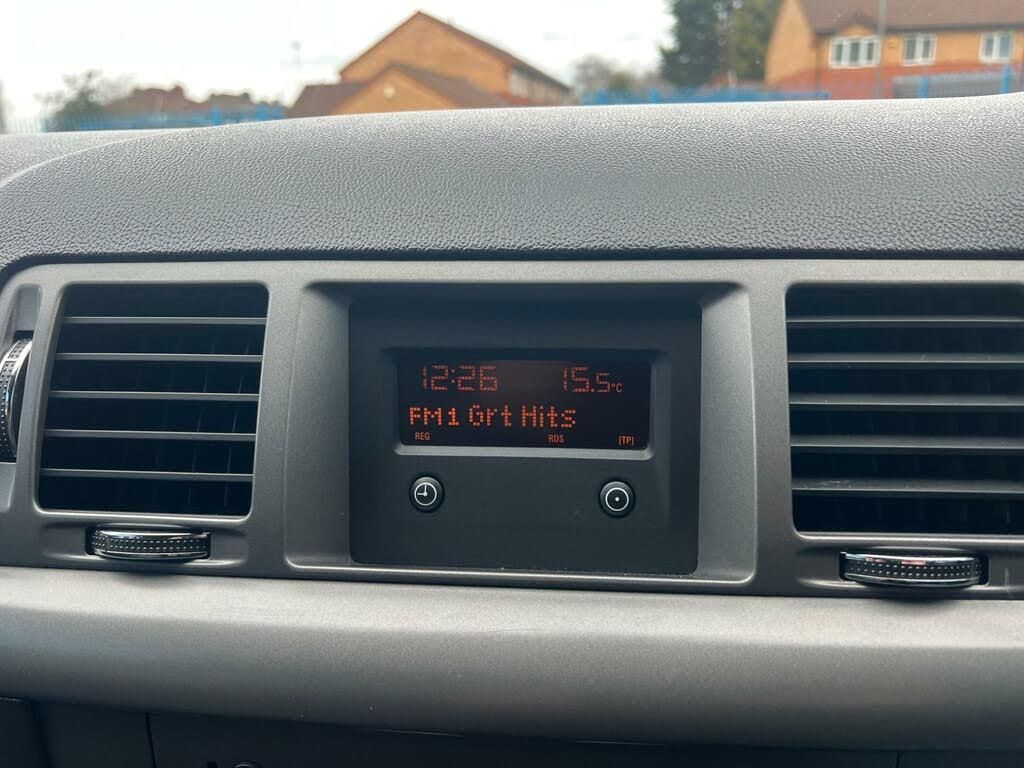 12:26 15.5°C
FM1 Grt Hits
REG RDS [TP]